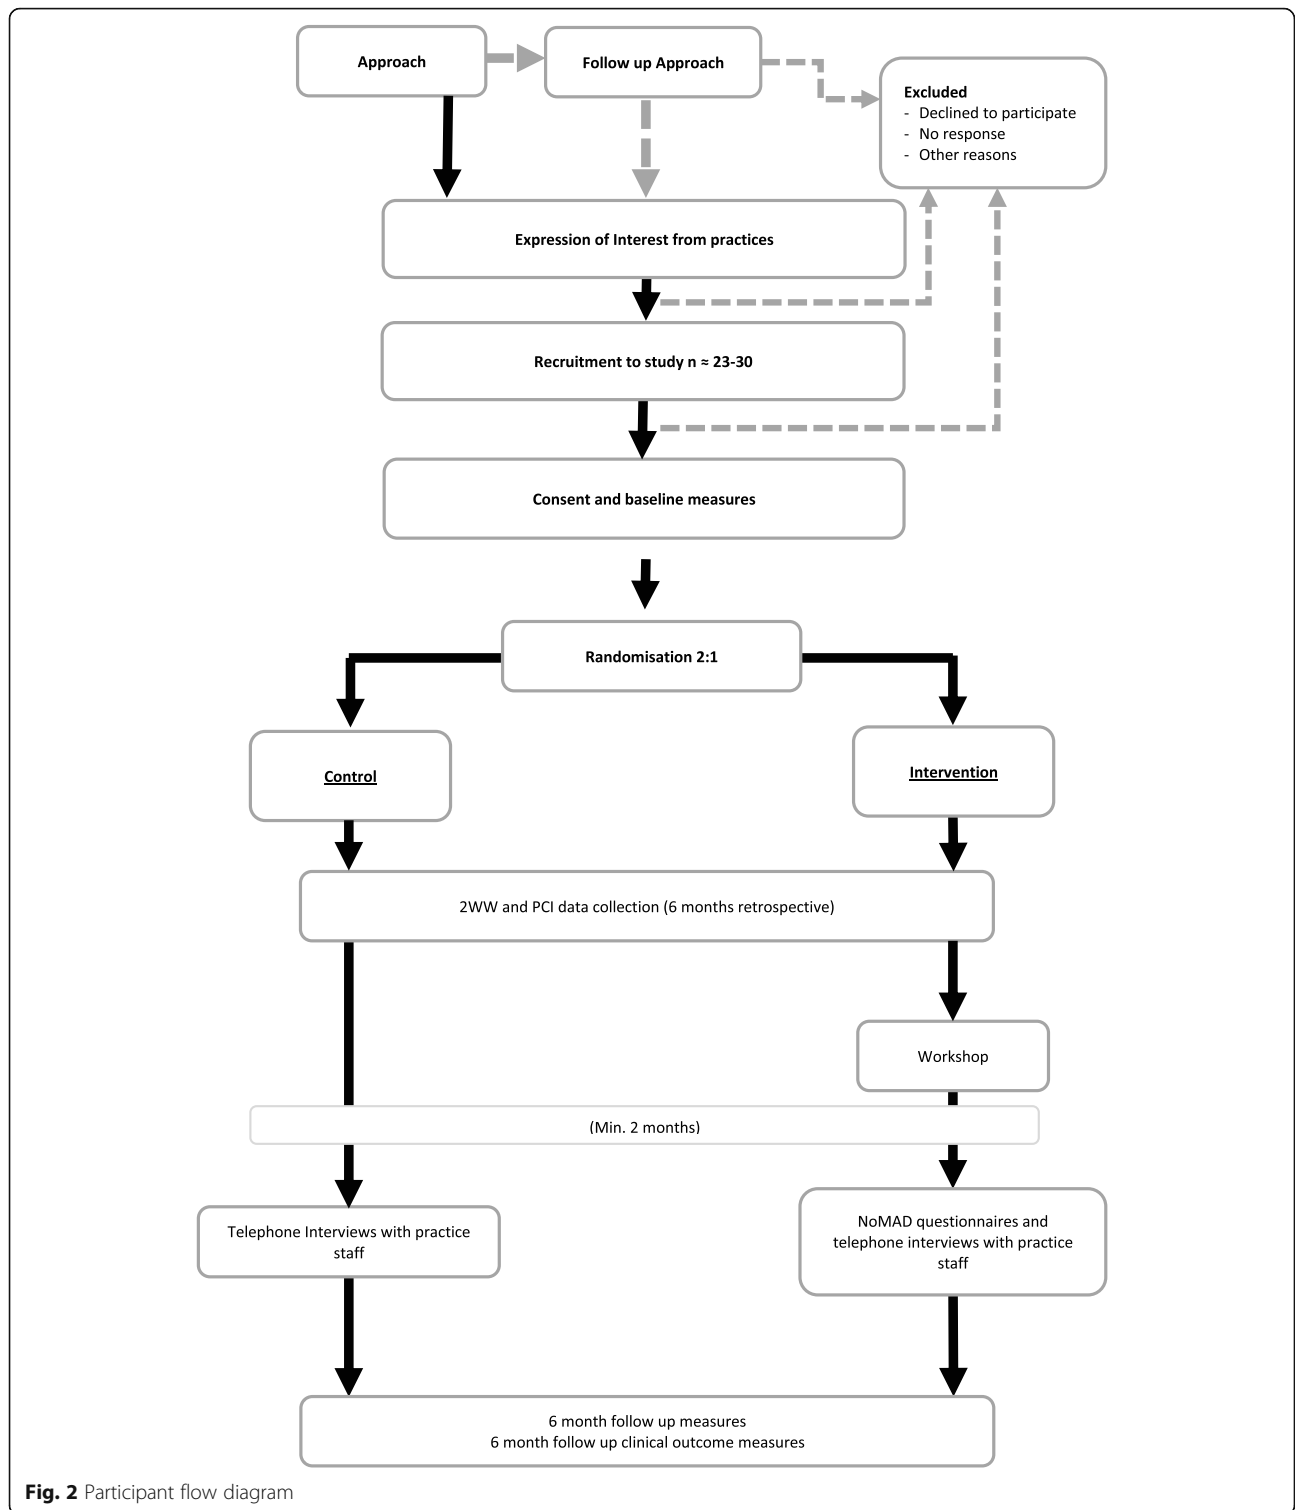 Approach
Follow up Approach
Excluded
- Declined to participate
- No response
- Other reasons
Expression of Interest from practices
Recruitment to study n ≈ 23-30
Consent and baseline measures
Randomisation 2:1
Control
Intervention
2WW and PCI data collection (6 months retrospective)
Workshop
(Min. 2 months)
Telephone Interviews with practice
staff
NoMAD questionnaires and
telephone interviews with practice
staff
6 month follow up measures
6 month follow up clinical outcome measures
Fig. 2 Participant flow diagram